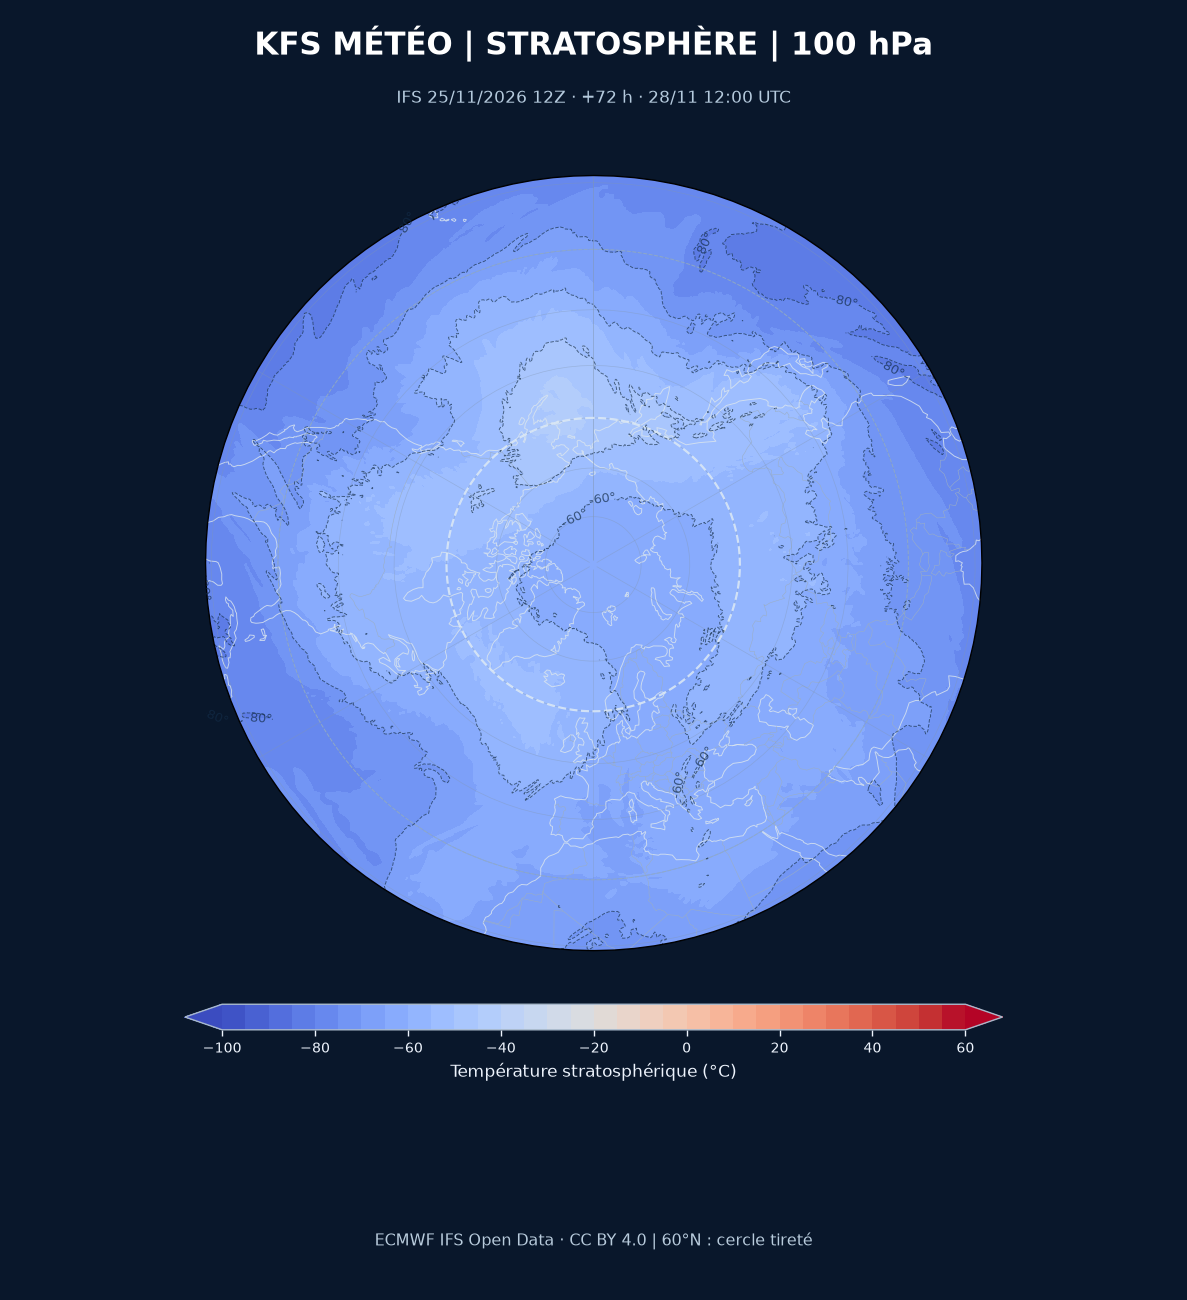 KFS MÉTÉO | STRATOSPHÈRE | 100 hPa
IFS 25/11/2026 12Z · +72 h · 28/11 12:00 UTC
-80°
80°
-80°
-60°
-60°
80°
-80°
-60°
60°
−100 −80 −60 −40 −20 0 20 40 60
Température stratosphérique (°C)
ECMWF IFS Open Data · CC BY 4.0 | 60°N : cercle tireté